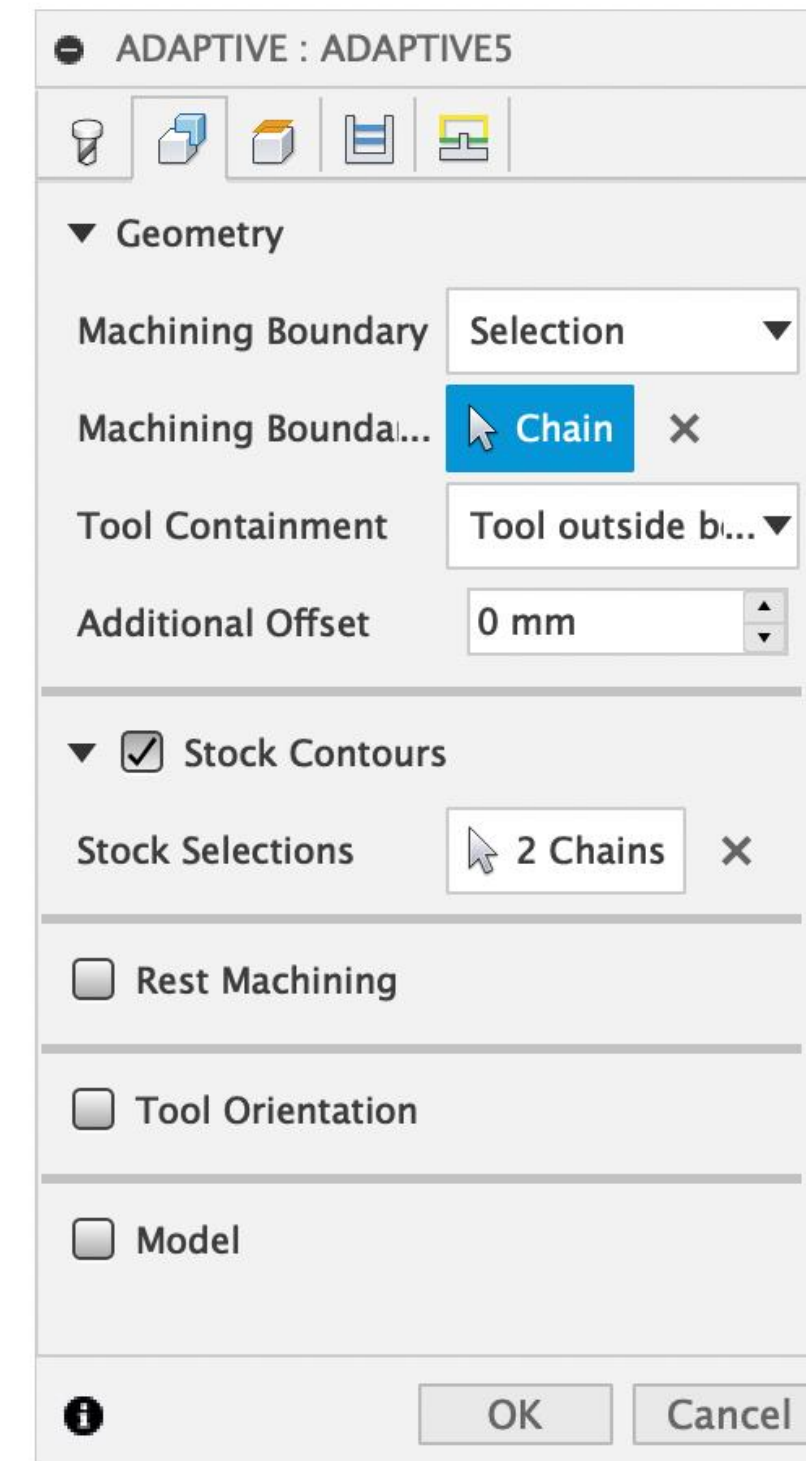 ADAPTIVE : ADAPTIVE5
Geometry
Machining Boundary Selection
Machining Bounda... Chain
Tool Containment Tool outside b...
Additional Offset 0 mm
Stock Contours
Stock Selections 2 Chains
Rest Machining
Tool Orientation
Model
OK Cancel